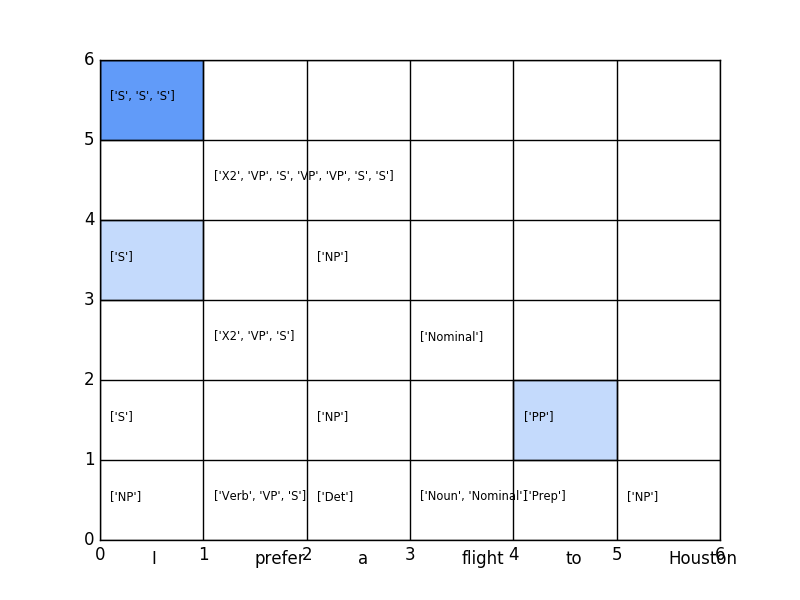 6
['S', 'S', 'S']
5
['X2', 'VP', 'S', 'VP', 'VP', 'S', 'S']
4
['S'] ['NP']
3
['X2', 'VP', 'S'] ['Nominal']
2
['S'] ['NP'] ['PP']
1
['NP'] ['Verb', 'VP', 'S'] ['Det'] ['Noun', 'Nominal'] ['Prep'] ['NP']
0
0 1 2 3 4 5 6
I prefer a flight to Houston